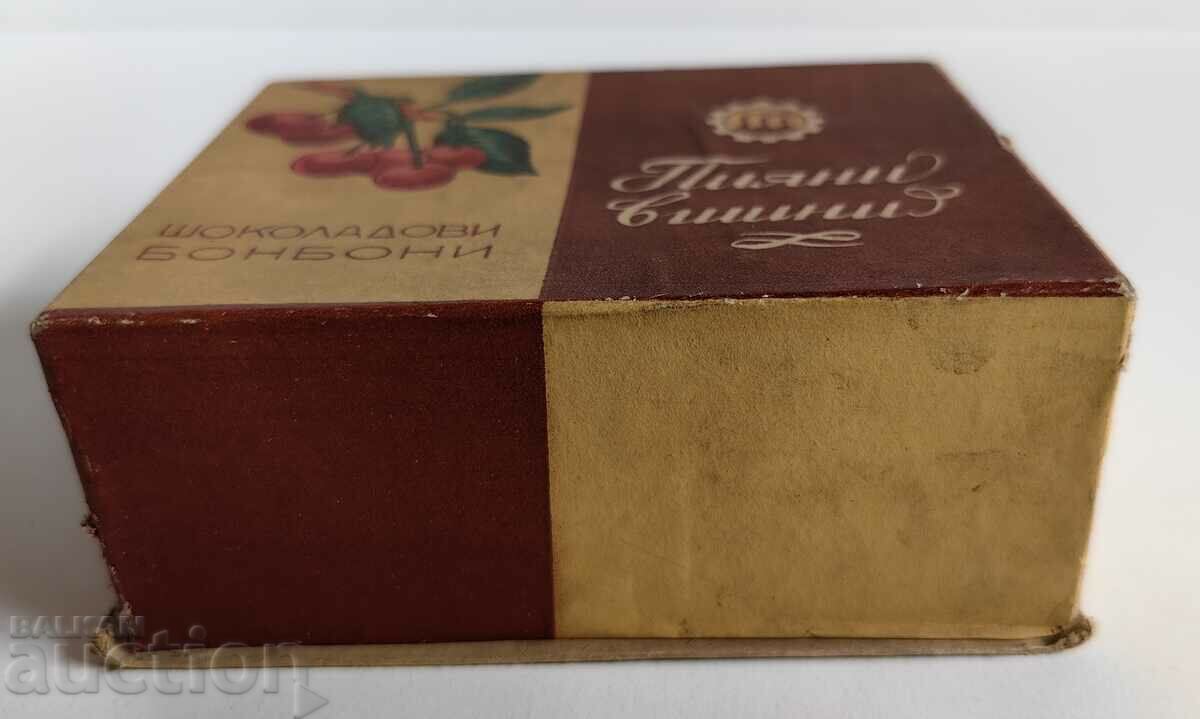 ШОКОЛАДОВИ
БОНБОНИ
Пияни
вишни
BALKAN
auction